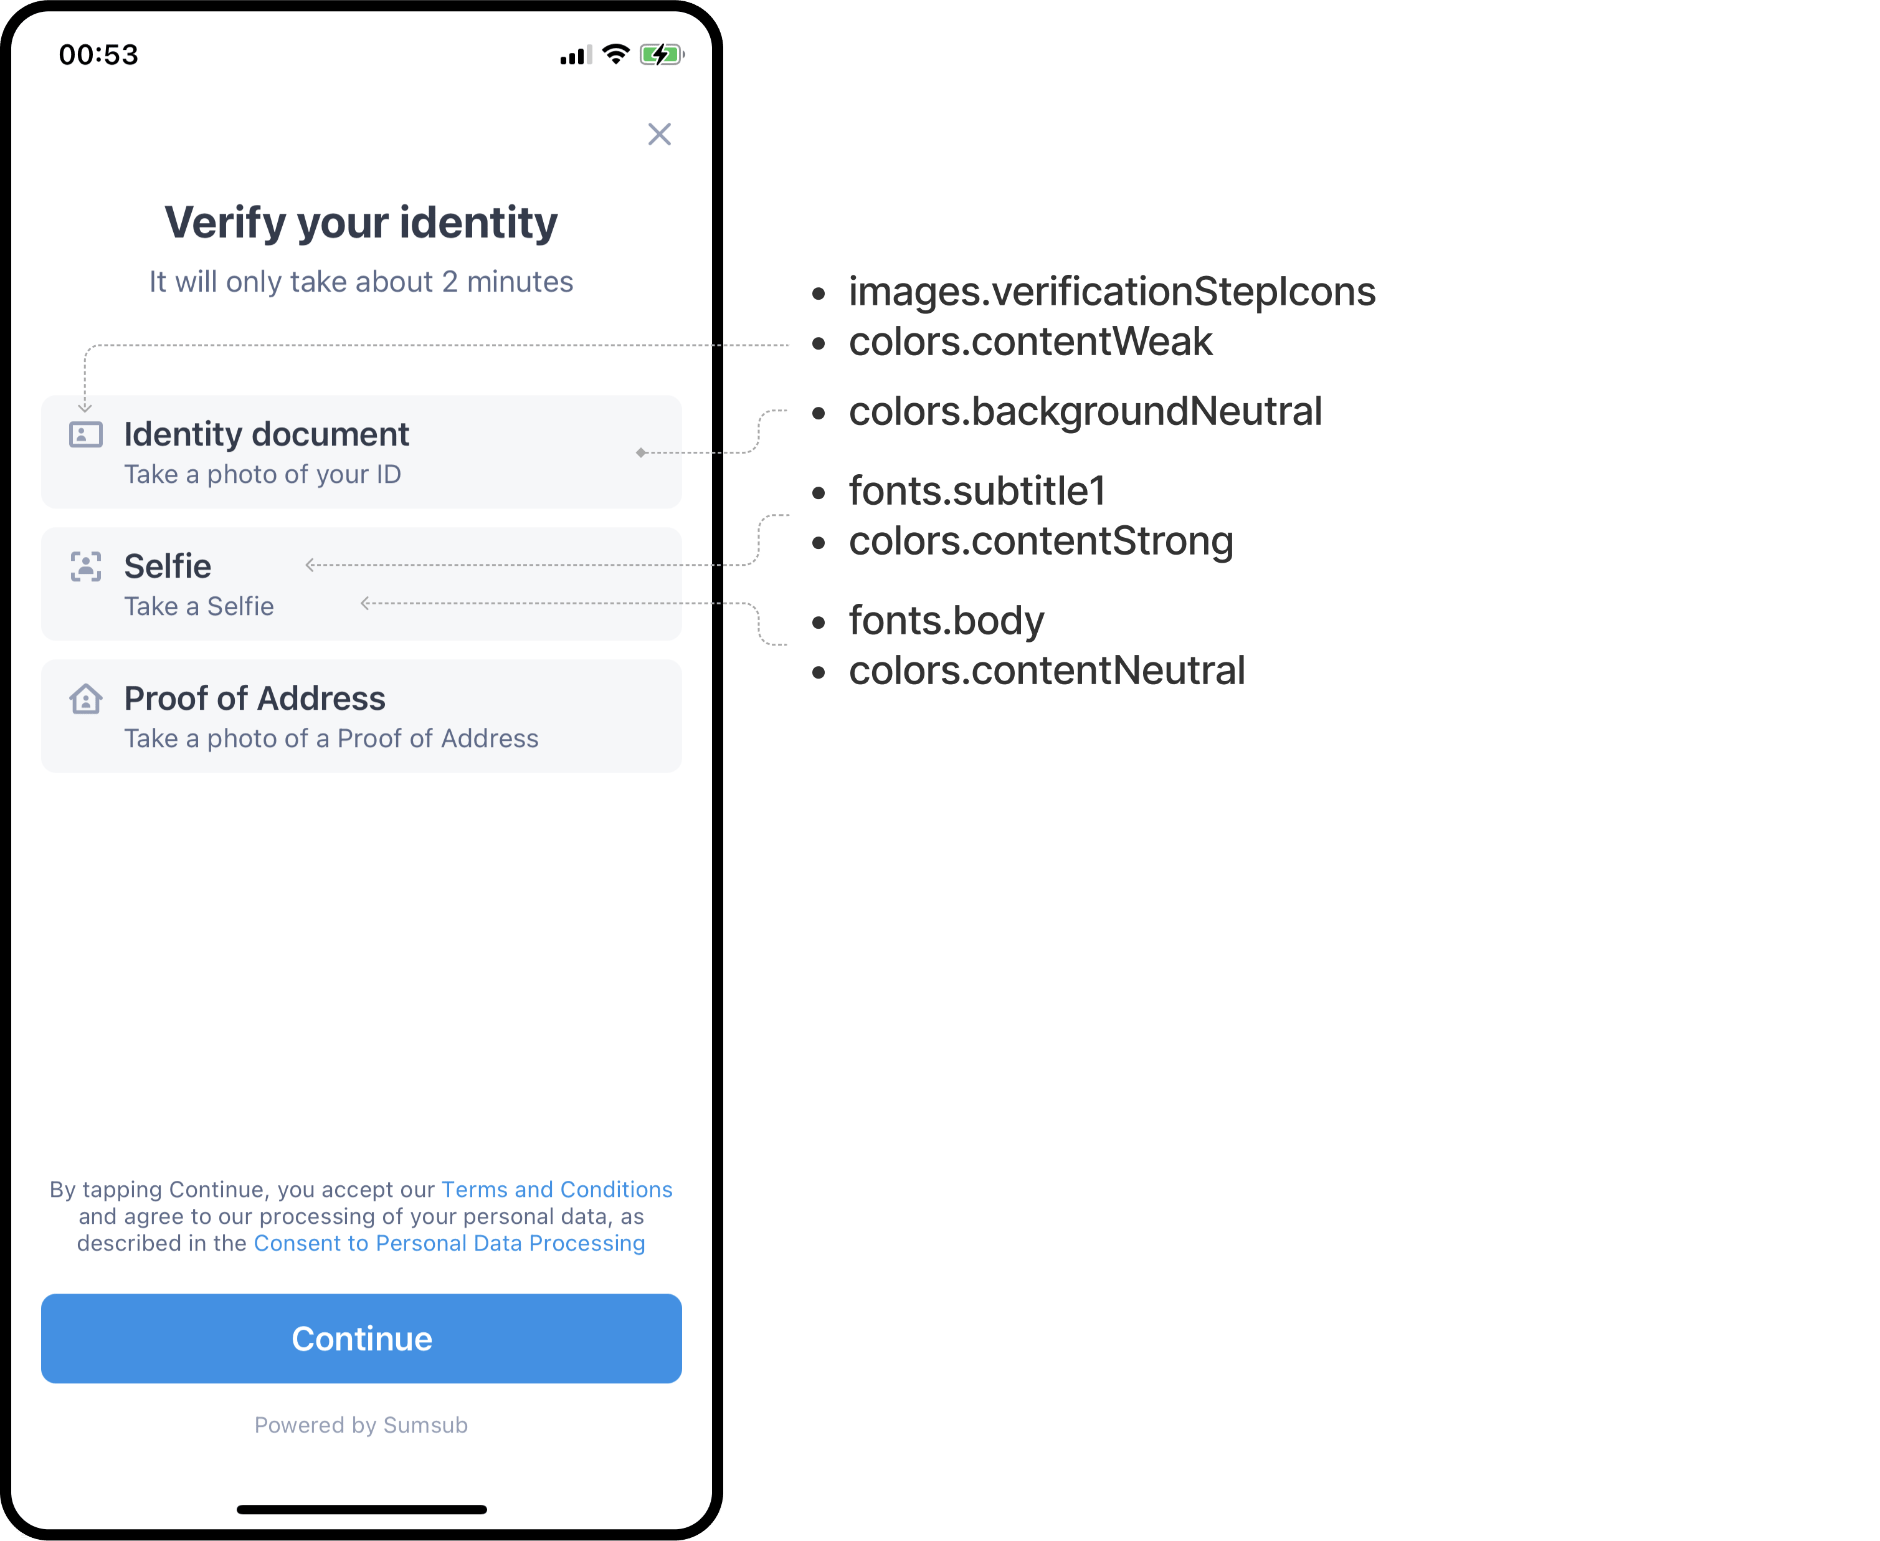 00:53
Verify your identity
It will only take about 2 minutes
• images.verificationStepIcons
• colors.contentWeak
• colors.backgroundNeutral
Identity document
Take a photo of your ID
• fonts.subtitle1
• colors.contentStrong
Selfie
Take a Selfie
• fonts.body
• colors.contentNeutral
Proof of Address
Take a photo of a Proof of Address
By tapping Continue, you accept our Terms and Conditions
and agree to our processing of your personal data, as
described in the Consent to Personal Data Processing
Continue
Powered by Sumsub